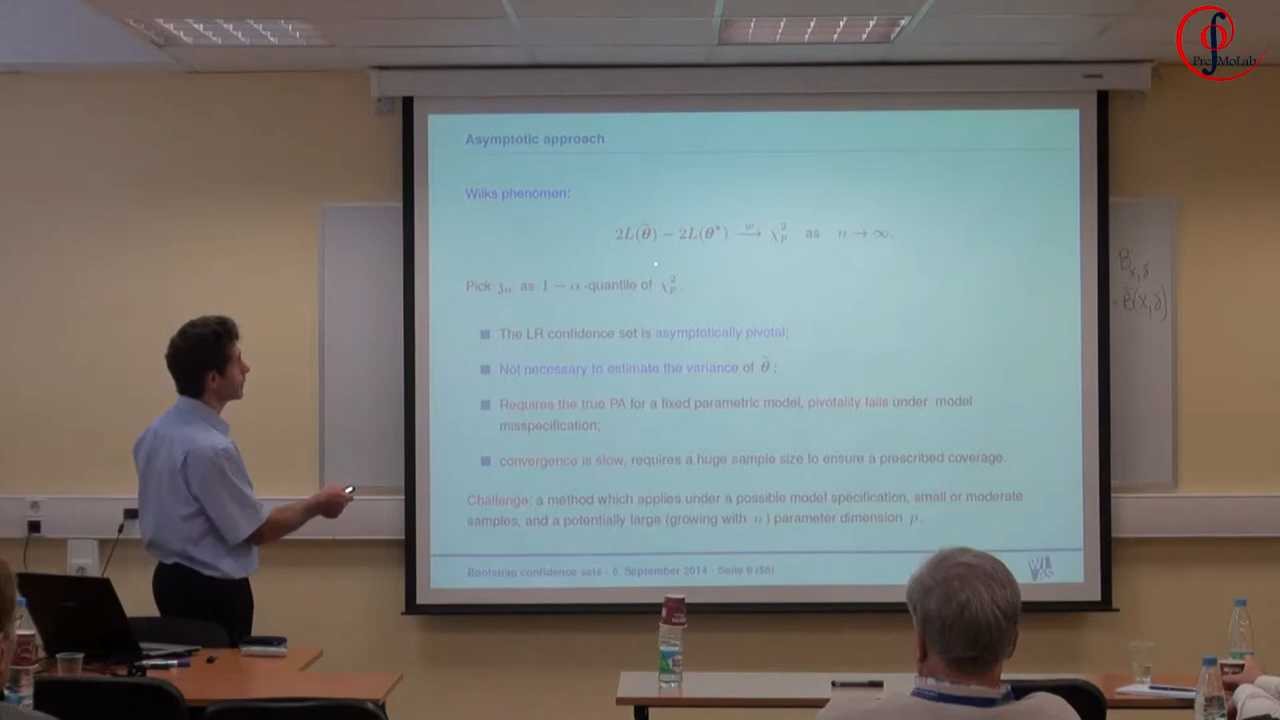 PreMoLab
Asymptotic approach
Wilks phenomen:
2L(θ̃) − 2L(θ*) →ʷ χ²ₚ as n → ∞.
Pick 𝔷α as 1 − α-quantile of χ²ₚ.
The LR confidence set is asymptotically pivotal;
Not necessary to estimate the variance of θ̃ ;
Requires the true PA for a fixed parametric model, pivotality fails under model
misspecification;
convergence is slow, requires a huge sample size to ensure a prescribed coverage.
Challenge: a method which applies under a possible model specification, small or moderate
samples, and a potentially large (growing with n ) parameter dimension p .
Bootstrap confidence sets · 5. September 2014 · Seite 6 (56)